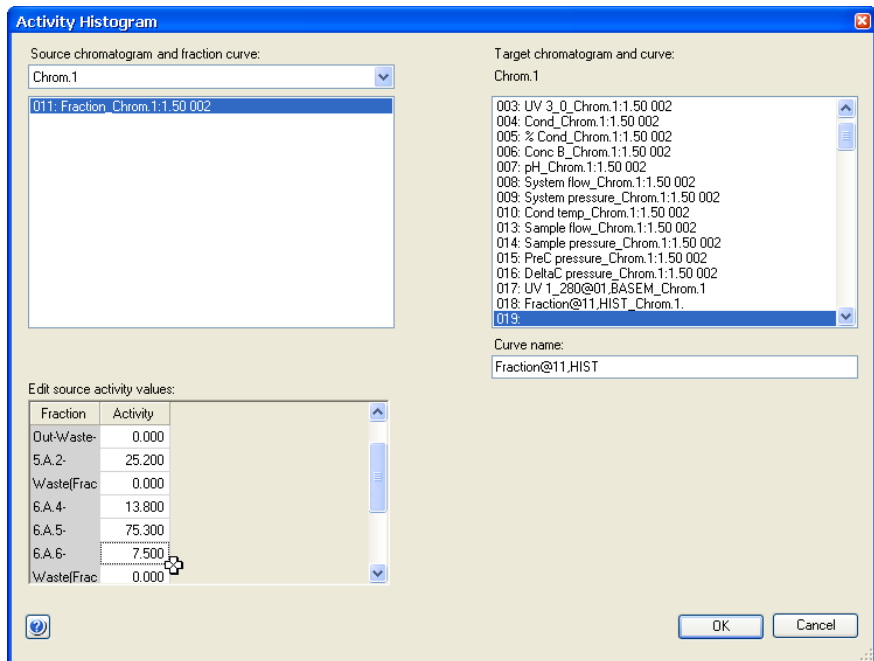 Activity Histogram
Source chromatogram and fraction curve:
Chrom.1
011: Fraction_Chrom.1:1.50 002
Target chromatogram and curve:
Chrom.1
003: UV 3_0_Chrom.1:1.50 002
004: Cond_Chrom.1:1.50 002
005: % Cond_Chrom.1:1.50 002
006: Conc B_Chrom.1:1.50 002
007: pH_Chrom.1:1.50 002
008: System flow_Chrom.1:1.50 002
009: System pressure_Chrom.1:1.50 002
010: Cond temp_Chrom.1:1.50 002
013: Sample flow_Chrom.1:1.50 002
014: Sample pressure_Chrom.1:1.50 002
015: PreC pressure_Chrom.1:1.50 002
016: DeltaC pressure_Chrom.1:1.50 002
017: UV 1_280@01,BASEM_Chrom.1
018: Fraction@11,HIST_Chrom.1.
019:
Curve name:
Fraction@11,HIST
Edit source activity values:
Fraction Activity
Out-Waste- 0.000
5.A.2- 25.200
Waste(Frac 0.000
6.A.4- 13.800
6.A.5- 75.300
6.A.6- 7.500
Waste(Frac 0.000
OK Cancel